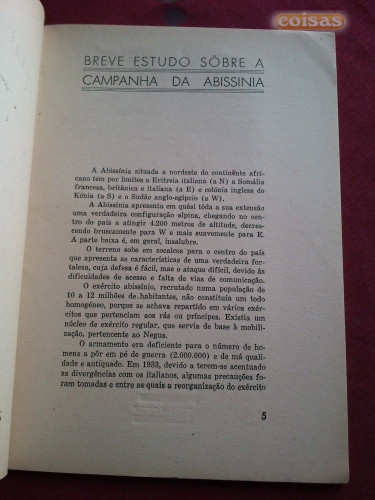 coisas
BREVE ESTUDO SÔBRE A
CAMPANHA DA ABISSINIA
A Abissínia situada a nordeste do continente afri-
cano tem por limites a Eritreia italiana (a N) a Somália
francesa, británica e italiana (a E) e colónia inglesa do
Kénia (a S) e o Sudão anglo-egípcio (a W).
A Abissínia apresenta em quási tôda a sua extensão
uma verdadeira configuração alpina, chegando no cen-
tro do país a atingir 4.200 metros de altitude, decres-
cendo bruscamente para W e mais suavemente para E.
A parte baixa é, em geral, insalubre.
O terreno sobe em socalcos para o centro do país
que apresenta as características de uma verdadeira for-
taleza, cuja defesa é fácil, mas o ataque difícil, devido às
dificuldades de acesso e falta de vias de comunicação.
O exército abissínio, recrutado numa população de
10 a 12 milhões de habitantes, não constituía um todo
homogéneo, porque se achava repartido em vários exér-
citos que pertenciam aos rás ou príncipes. Existia um
núcleo de exército regular, que servia de base à mobili-
zação, pertencente ao Negus.
O armamento era deficiente para o número de ho-
mens a pôr em pé de guerra (2.000.000) e de má quali-
dade e antiquado. Em 1933, devido a terem-se acentuado
as divergências com os italianos, algumas precauções fo-
ram tomadas e entre as quais a reorganização do exército
5